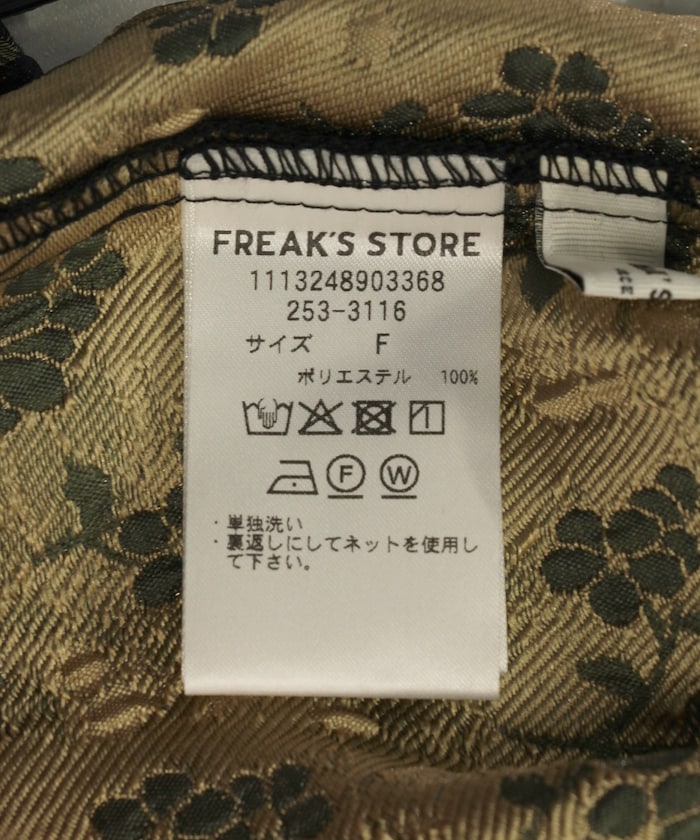 FREAK'S STORE
1113248903368
253-3116
サイズ F
ポリエステル 100%
F W
・単独洗い
・裏返しにしてネットを使用し
て下さい。